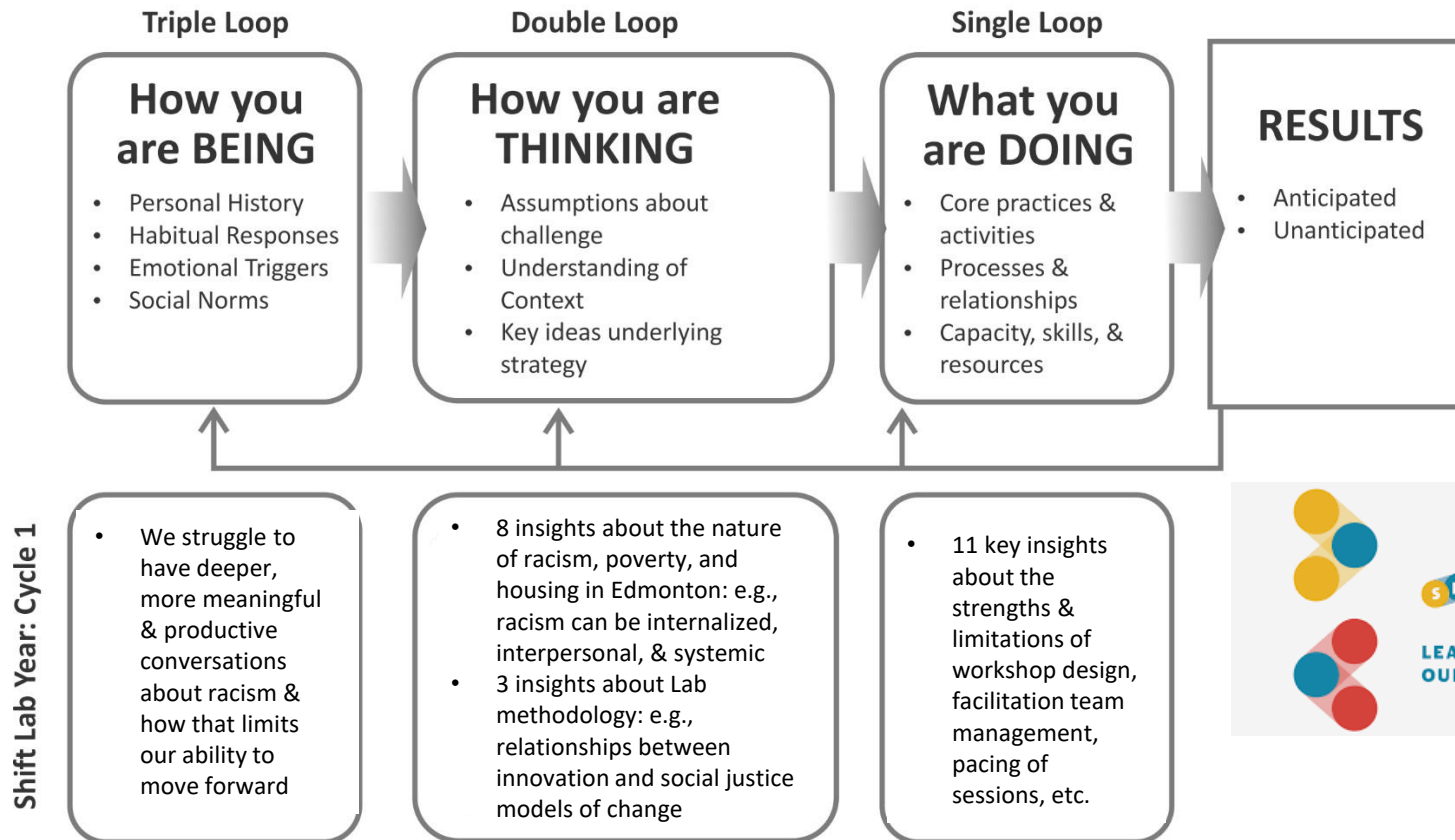 Triple Loop
Double Loop
Single Loop
How you
are BEING
• Personal History
• Habitual Responses
• Emotional Triggers
• Social Norms
How you are
THINKING
• Assumptions about
challenge
• Understanding of
Context
• Key ideas underlying
strategy
What you
are DOING
• Core practices &
activities
• Processes &
relationships
• Capacity, skills, &
resources
RESULTS
• Anticipated
• Unanticipated
Shift Lab Year: Cycle 1
• We struggle to
have deeper,
more meaningful
& productive
conversations
about racism &
how that limits
our ability to
move forward
• 8 insights about the nature
of racism, poverty, and
housing in Edmonton: e.g.,
racism can be internalized,
interpersonal, & systemic
• 3 insights about Lab
methodology: e.g.,
relationships between
innovation and social justice
models of change
• 11 key insights
about the
strengths &
limitations of
workshop design,
facilitation team
management,
pacing of
sessions, etc.
S